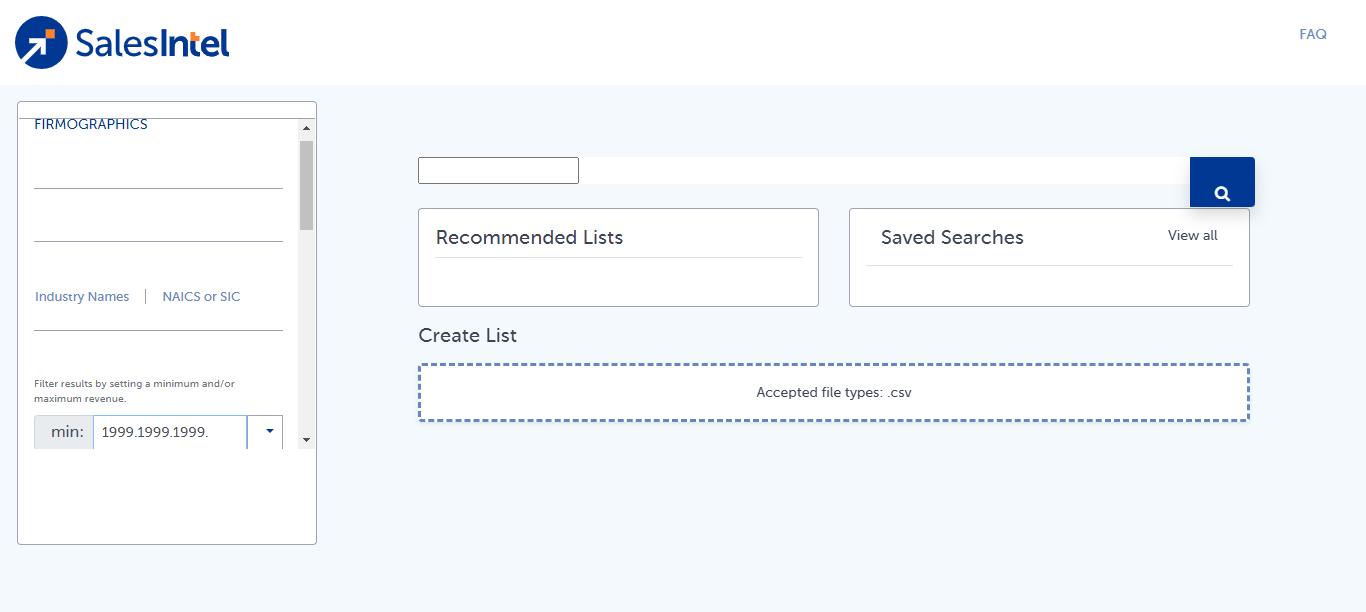 SalesIntel
FAQ
FIRMOGRAPHICS
Industry Names
NAICS or SIC
Filter results by setting a minimum and/or
maximum revenue.
min:
1999.1999.1999.
Recommended Lists
Saved Searches
View all
Create List
Accepted file types: .csv